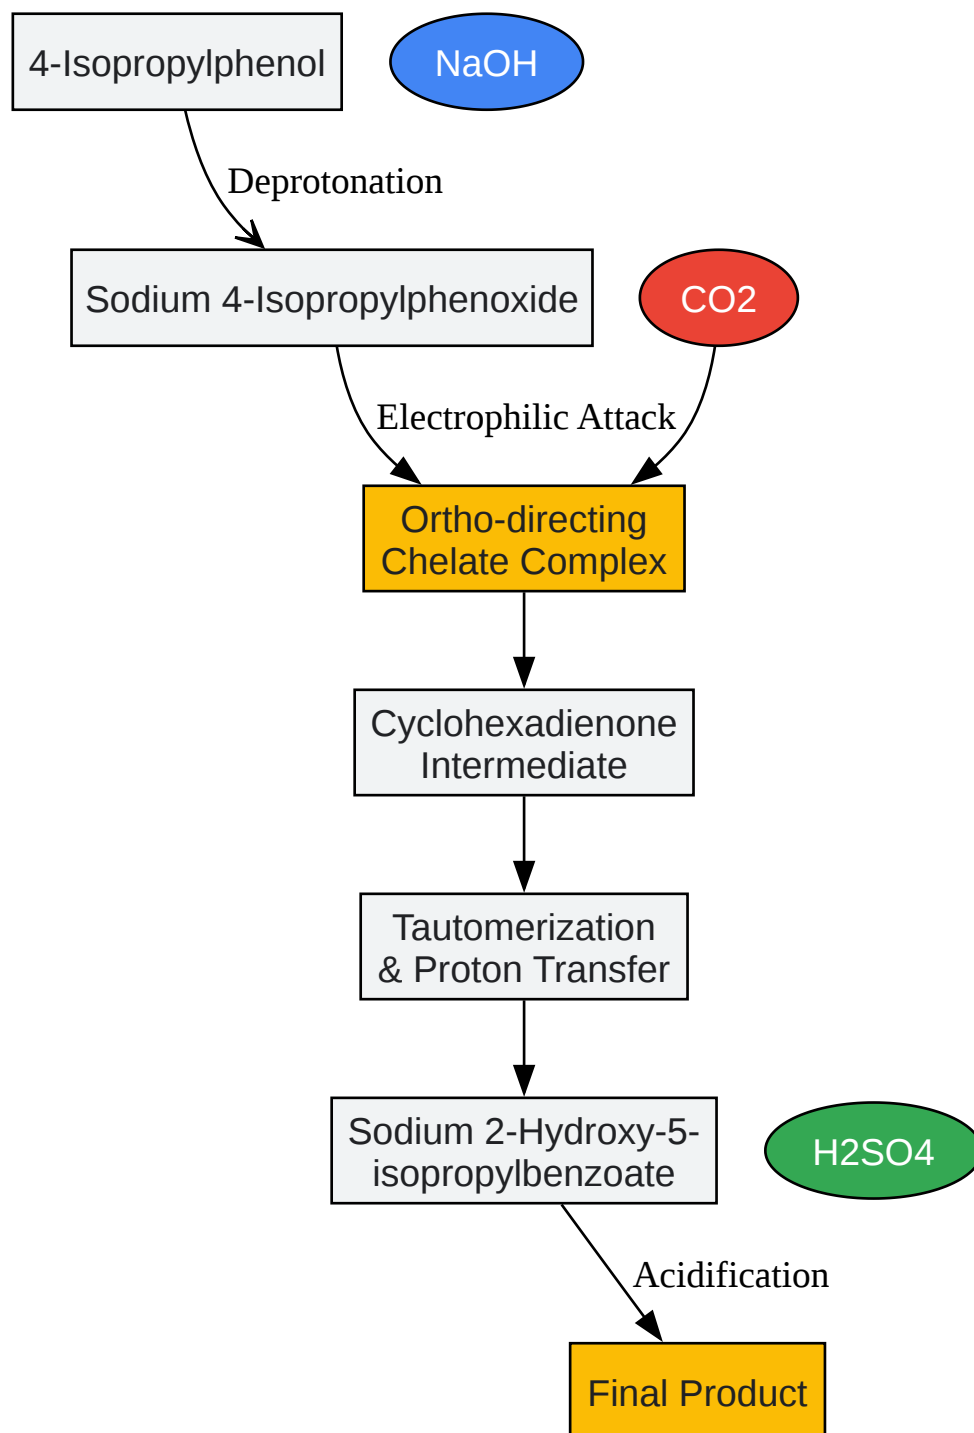 4-Isopropylphenol
NaOH
Deprotonation
Sodium 4-Isopropylphenoxide
CO2
Electrophilic Attack
Ortho-directing
Chelate Complex
Cyclohexadienone
Intermediate
Tautomerization
& Proton Transfer
Sodium 2-Hydroxy-5-
isopropylbenzoate
H2SO4
Acidification
Final Product